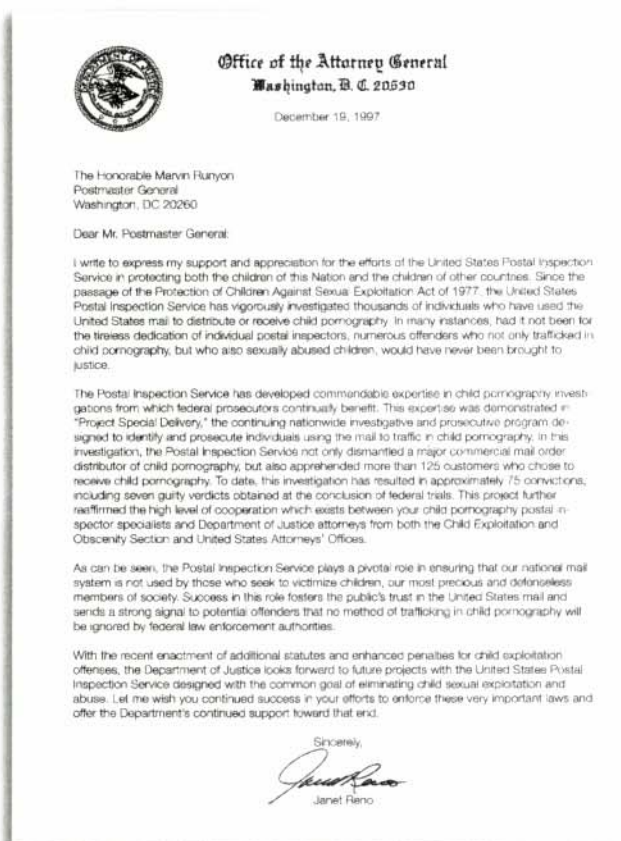 Office of the Attorney General
Washington, D. C. 20530
December 19, 1997
The Honorable Marvin Runyon
Postmaster General
Washington, DC 20260
Dear Mr. Postmaster General:
I write to express my support and appreciation for the efforts of the United States Postal Inspection
Service in protecting both the children of this Nation and the children of other countries. Since the
passage of the Protection of Children Against Sexual Exploitation Act of 1977, the United States
Postal Inspection Service has vigorously investigated thousands of individuals who have used the
United States mail to distribute or receive child pornography. In many instances, had it not been for
the tireless dedication of individual postal inspectors, numerous offenders who not only trafficked in
child pornography, but who also sexually abused children, would have never been brought to
justice.
The Postal Inspection Service has developed commendable expertise in child pornography investi-
gations from which federal prosecutors continually benefit. This expertise was demonstrated in
"Project Special Delivery," the continuing nationwide investigative and prosecutive program de-
signed to identify and prosecute individuals using the mail to traffic in child pornography. In this
investigation, the Postal Inspection Service not only dismantled a major commercial mail order
distributor of child pornography, but also apprehended more than 125 customers who chose to
receive child pornography. To date, this investigation has resulted in approximately 75 convictions,
including seven guilty verdicts obtained at the conclusion of federal trials. This project further
reaffirmed the high level of cooperation which exists between your child pornography postal in-
spector specialists and Department of Justice attorneys from both the Child Exploitation and
Obscenity Section and United States Attorneys' Offices.
As can be seen, the Postal Inspection Service plays a pivotal role in ensuring that our national mail
system is not used by those who seek to victimize children, our most precious and defenseless
members of society. Success in this role fosters the public's trust in the United States mail and
sends a strong signal to potential offenders that no method of trafficking in child pornography will
be ignored by federal law enforcement authorities.
With the recent enactment of additional statutes and enhanced penalties for child exploitation
offenses, the Department of Justice looks forward to future projects with the United States Postal
Inspection Service designed with the common goal of eliminating child sexual exploitation and
abuse. Let me wish you continued success in your efforts to enforce these very important laws and
offer the Department's continued support toward that end.
Sincerely,
Janet Reno
Janet Reno